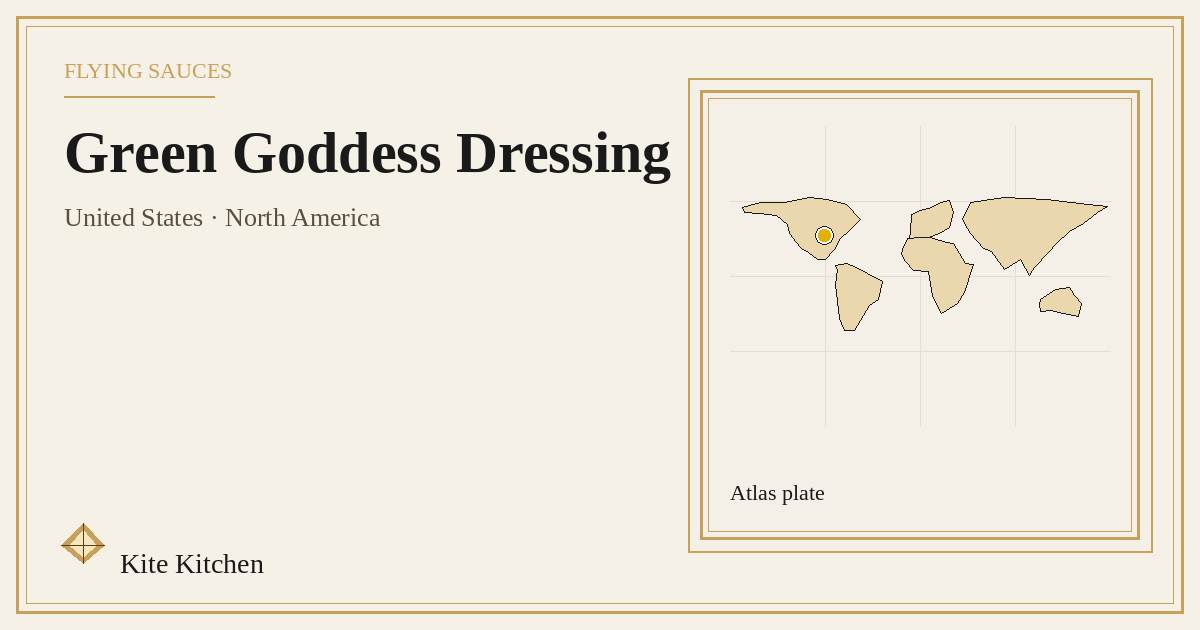 FLYING SAUCES
Green Goddess Dressing
United States · North America
Atlas plate
Kite Kitchen